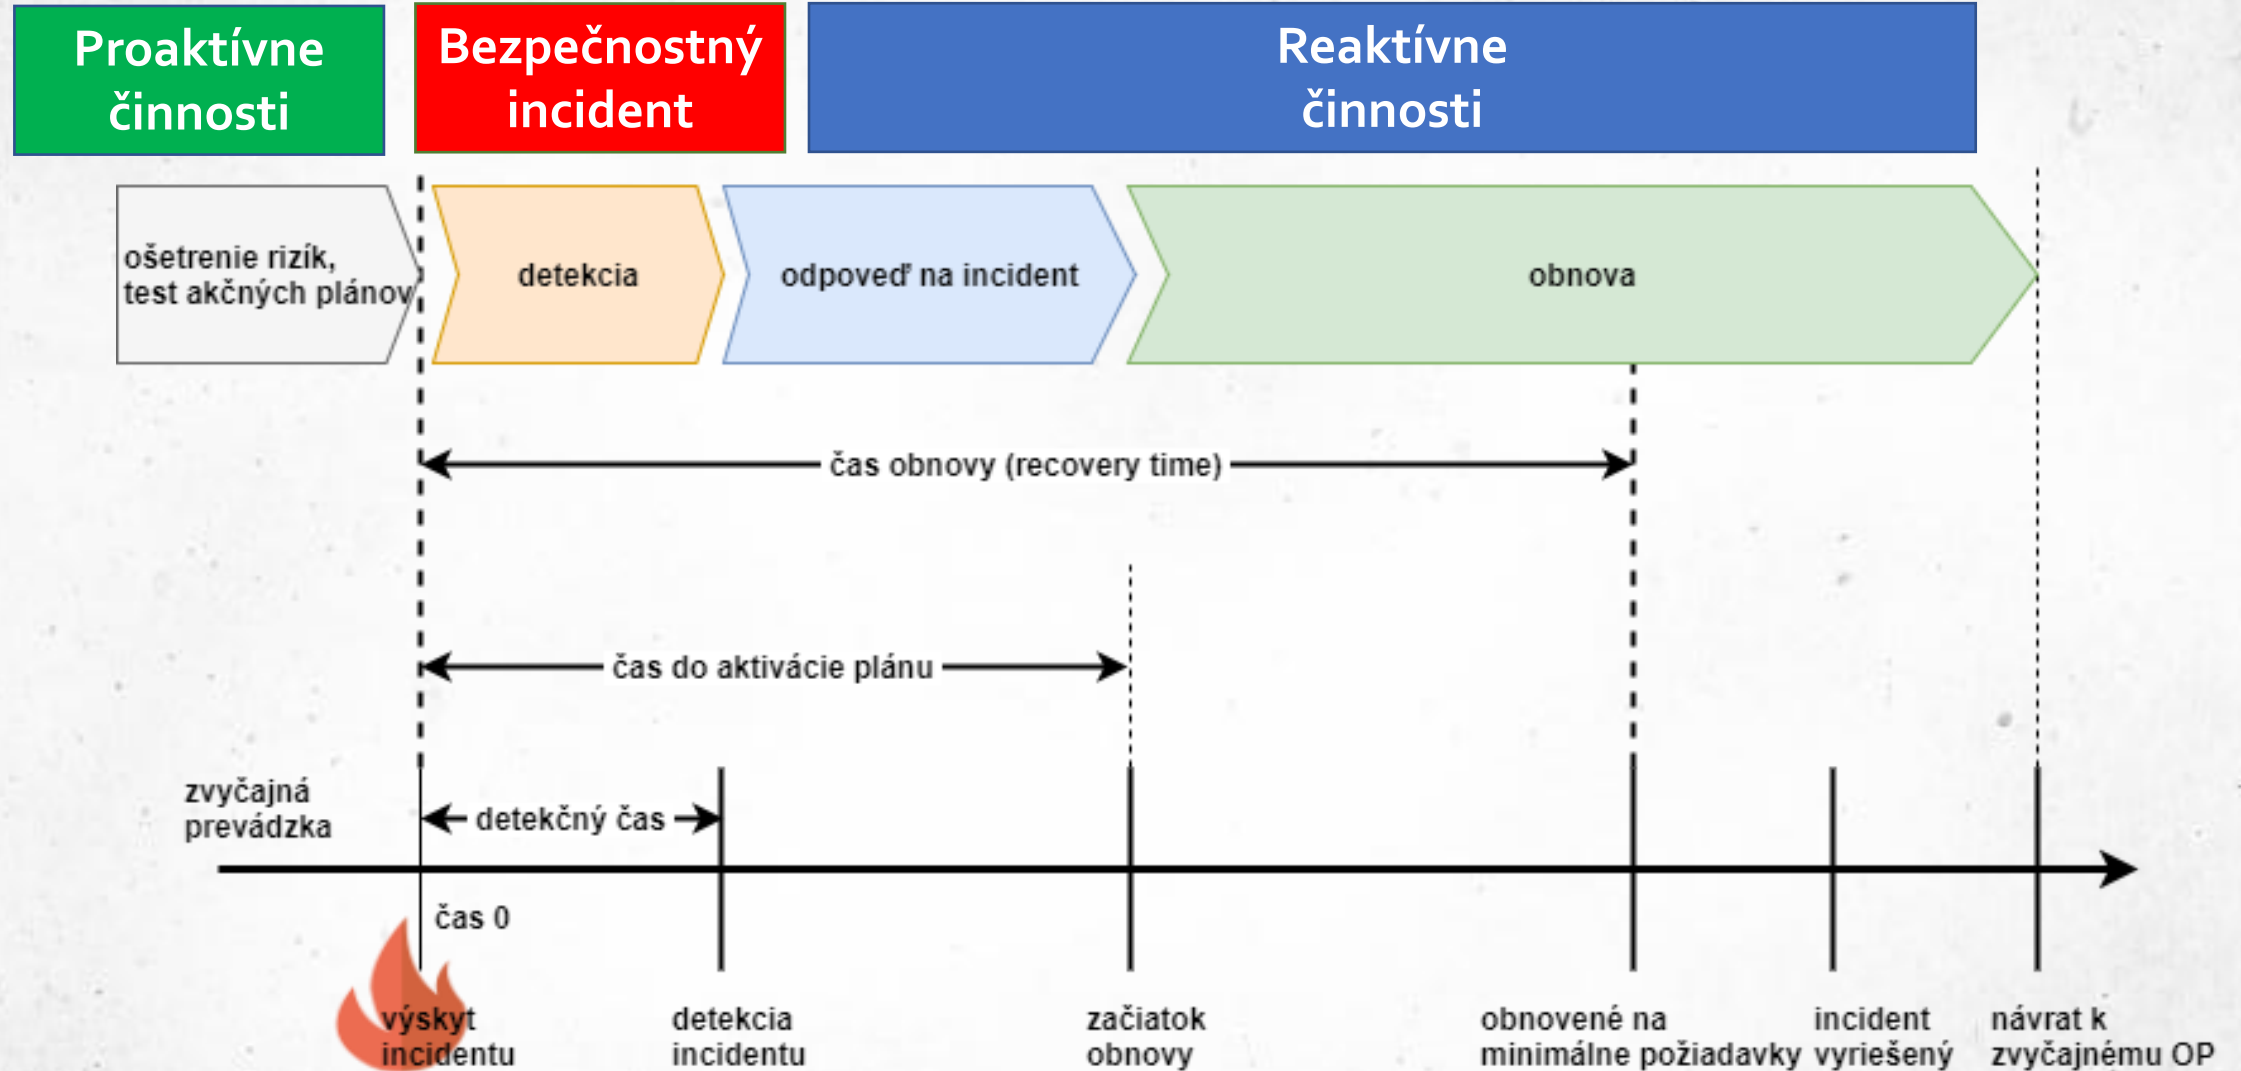 Proaktívne
činnosti
Bezpečnostný
incident
Reaktívne
činnosti
ošetrenie rizík,
test akčných plánov
detekcia
odpoveď na incident
obnova
čas obnovy (recovery time)
čas do aktivácie plánu
zvyčajná
prevádzka
detekčný čas
čas 0
výskyt
incidentu
detekcia
incidentu
začiatok
obnovy
obnovené na
minimálne požiadavky
incident
vyriešený
návrat k
zvyčajnému OP